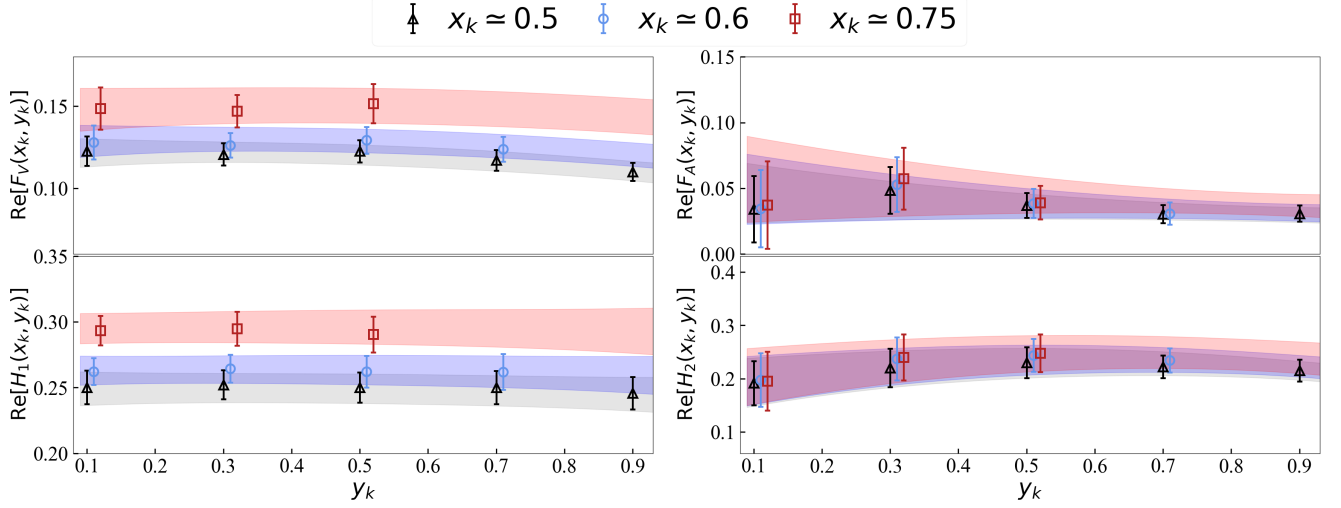 x_k ≃ 0.5 x_k ≃ 0.6 x_k ≃ 0.75
Re[F_V(x_k, y_k)]
0.15
0.10
Re[F_A(x_k, y_k)]
0.15
0.10
0.05
0.00
Re[H_1(x_k, y_k)]
0.35
0.30
0.25
0.20
0.1 0.2 0.3 0.4 0.5 0.6 0.7 0.8 0.9
y_k
Re[H_2(x_k, y_k)]
0.4
0.3
0.2
0.1
0.1 0.2 0.3 0.4 0.5 0.6 0.7 0.8 0.9
y_k